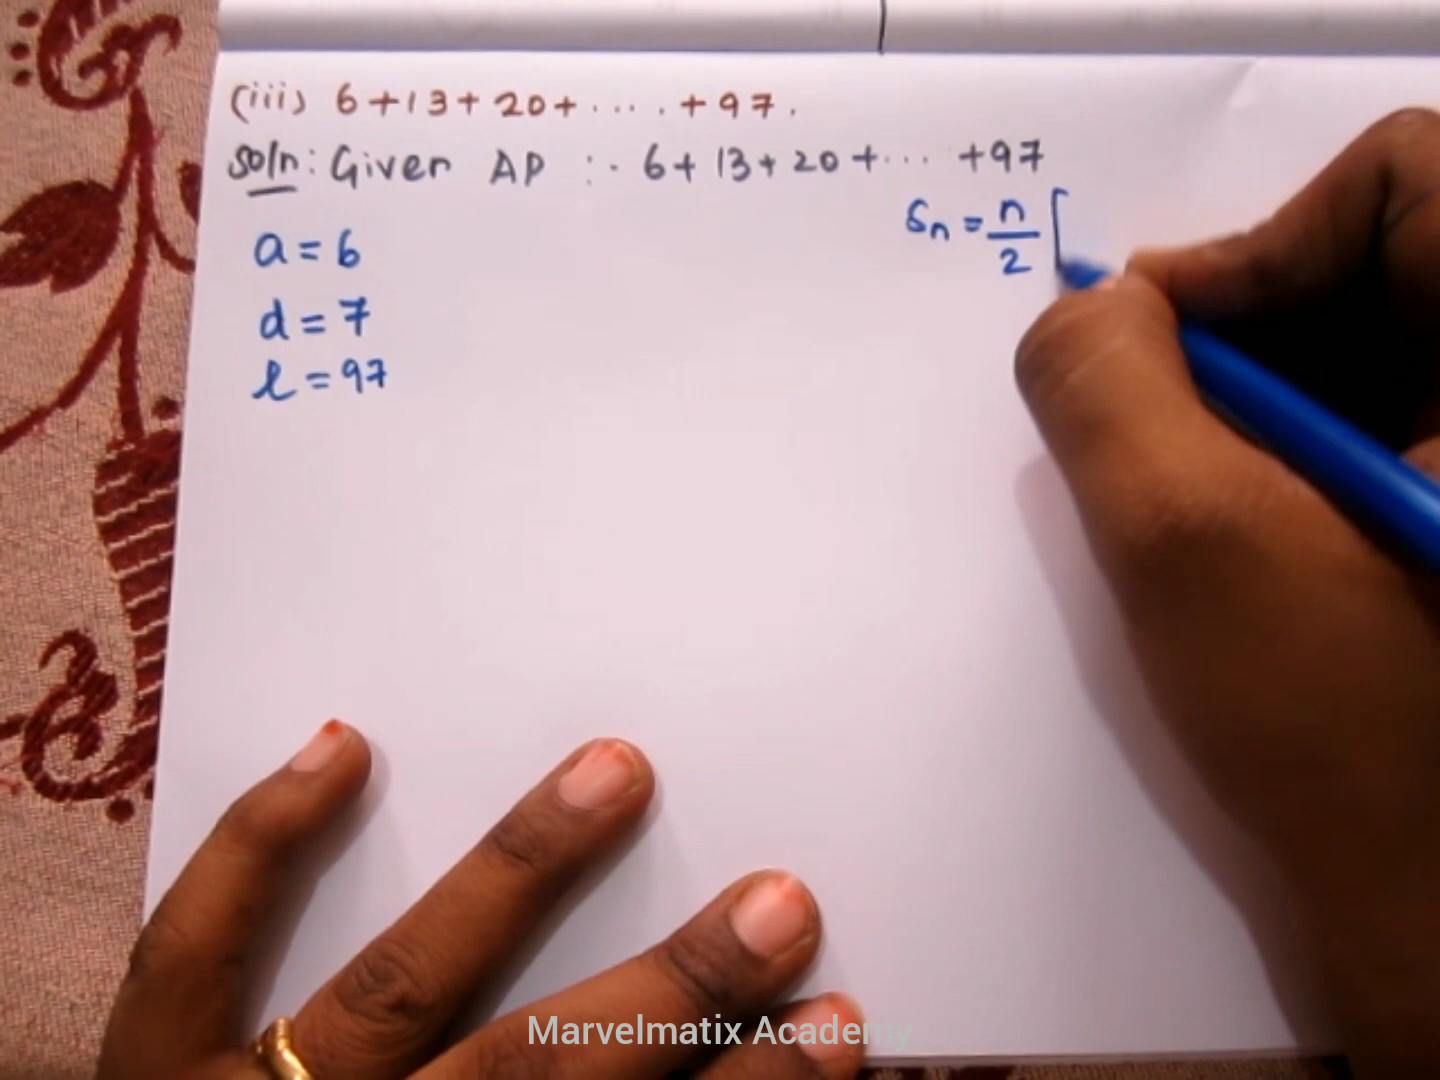 (iii) 6+13+20+.... +97.
Soln: Given AP :- 6+13+20+... +97
Sn = n/2 [
a = 6
d = 7
l = 97
Marvelmatix Academy